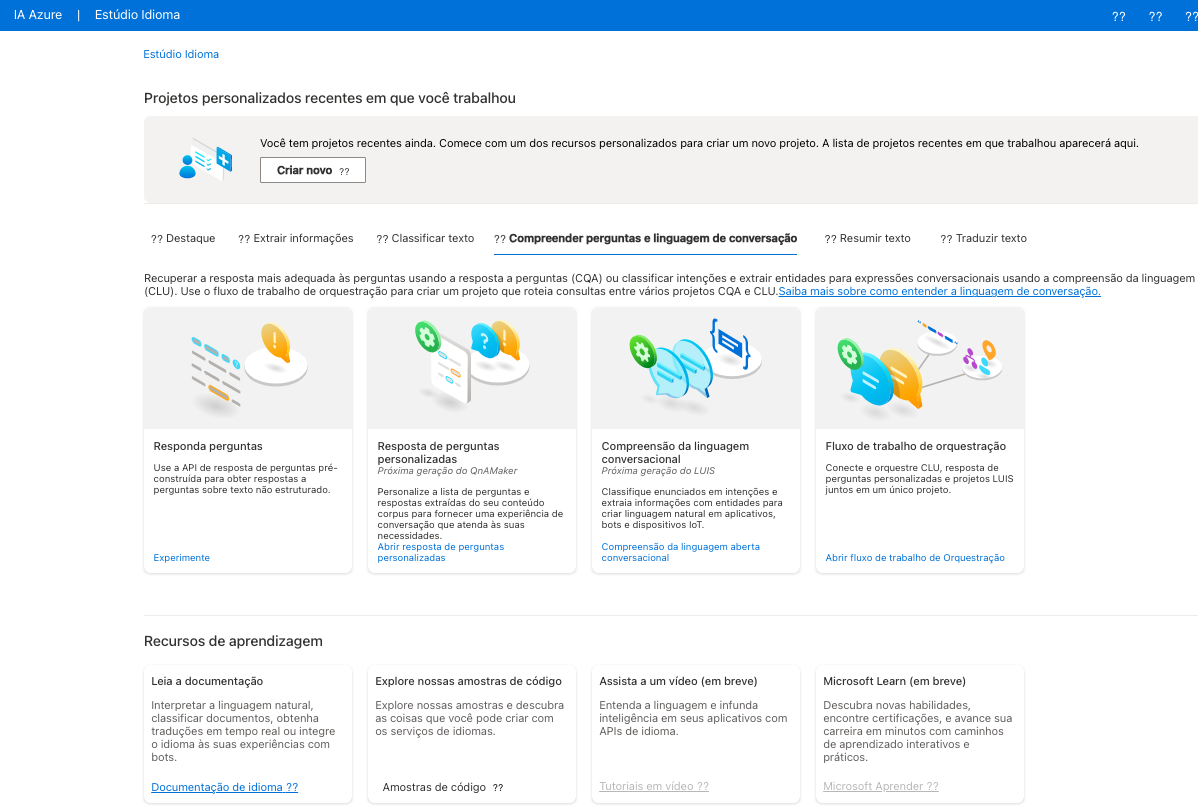 IA Azure | Estúdio Idioma ?? ?? ??
Estúdio Idioma
Projetos personalizados recentes em que você trabalhou
Você tem projetos recentes ainda. Comece com um dos recursos personalizados para criar um novo projeto. A lista de projetos recentes em que trabalhou aparecerá aqui.
Criar novo ??
?? Destaque ?? Extrair informações ?? Classificar texto ?? Compreender perguntas e linguagem de conversação ?? Resumir texto ?? Traduzir texto
Recuperar a resposta mais adequada às perguntas usando a resposta a perguntas (CQA) ou classificar intenções e extrair entidades para expressões conversacionais usando a compreensão da linguagem
(CLU). Use o fluxo de trabalho de orquestração para criar um projeto que roteia consultas entre vários projetos CQA e CLU.Saiba mais sobre como entender a linguagem de conversação.
Responda perguntas
Use a API de resposta de perguntas pré-
construída para obter respostas a
perguntas sobre texto não estruturado.
Experimente
Resposta de perguntas
personalizadas
Próxima geração do QnAMaker
Personalize a lista de perguntas e
respostas extraídas do seu conteúdo
corpus para fornecer uma experiência de
conversação que atenda às suas
necessidades.
Abrir resposta de perguntas
personalizadas
Compreensão da linguagem
conversacional
Próxima geração do LUIS
Classifique enunciados em intenções e
extraia informações com entidades para
criar linguagem natural em aplicativos,
bots e dispositivos IoT.
Compreensão da linguagem aberta
conversacional
Fluxo de trabalho de orquestração
Conecte e orquestre CLU, resposta de
perguntas personalizadas e projetos LUIS
juntos em um único projeto.
Abrir fluxo de trabalho de Orquestração
Recursos de aprendizagem
Leia a documentação
Interpretar a linguagem natural,
classificar documentos, obtenha
traduções em tempo real ou integre
o idioma às suas experiências com
bots.
Documentação de idioma ??
Explore nossas amostras de código
Explore nossas amostras e descubra
as coisas que você pode criar com
os serviços de idiomas.
Amostras de código ??
Assista a um vídeo (em breve)
Entenda a linguagem e infunda
inteligência em seus aplicativos com
APIs de idioma.
Tutoriais em vídeo ??
Microsoft Learn (em breve)
Descubra novas habilidades,
encontre certificações, e avance sua
carreira em minutos com caminhos
de aprendizado interativos e
práticos.
Microsoft Aprender ??